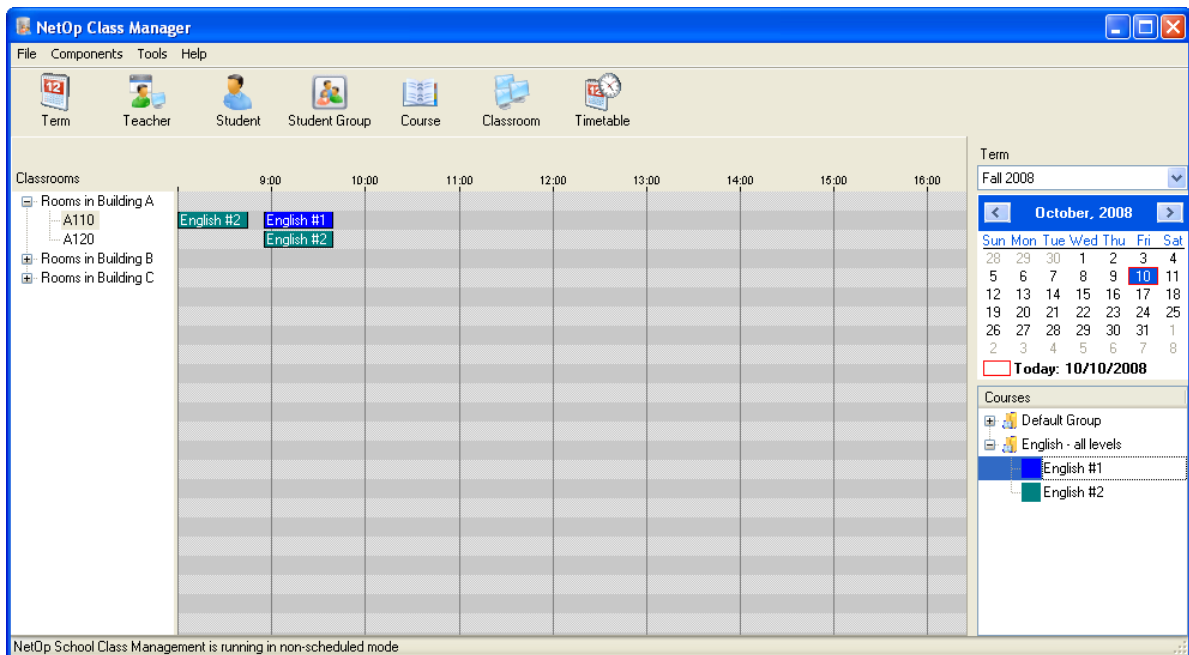 NetOp Class Manager
File Components Tools Help
12 12
Term Teacher Student Student Group Course Classroom Timetable
Classrooms 9:00 10:00 11:00 12:00 13:00 14:00 15:00 16:00
Rooms in Building A
A110 English #2 English #1
A120 English #2
Rooms in Building B
Rooms in Building C
Term
Fall 2008
October, 2008
Sun Mon Tue Wed Thu Fri Sat
28 29 30 1 2 3 4
5 6 7 8 9 10 11
12 13 14 15 16 17 18
19 20 21 22 23 24 25
26 27 28 29 30 31 1
2 3 4 5 6 7 8
Today: 10/10/2008
Courses
Default Group
English - all levels
English #1
English #2
NetOp School Class Management is running in non-scheduled mode